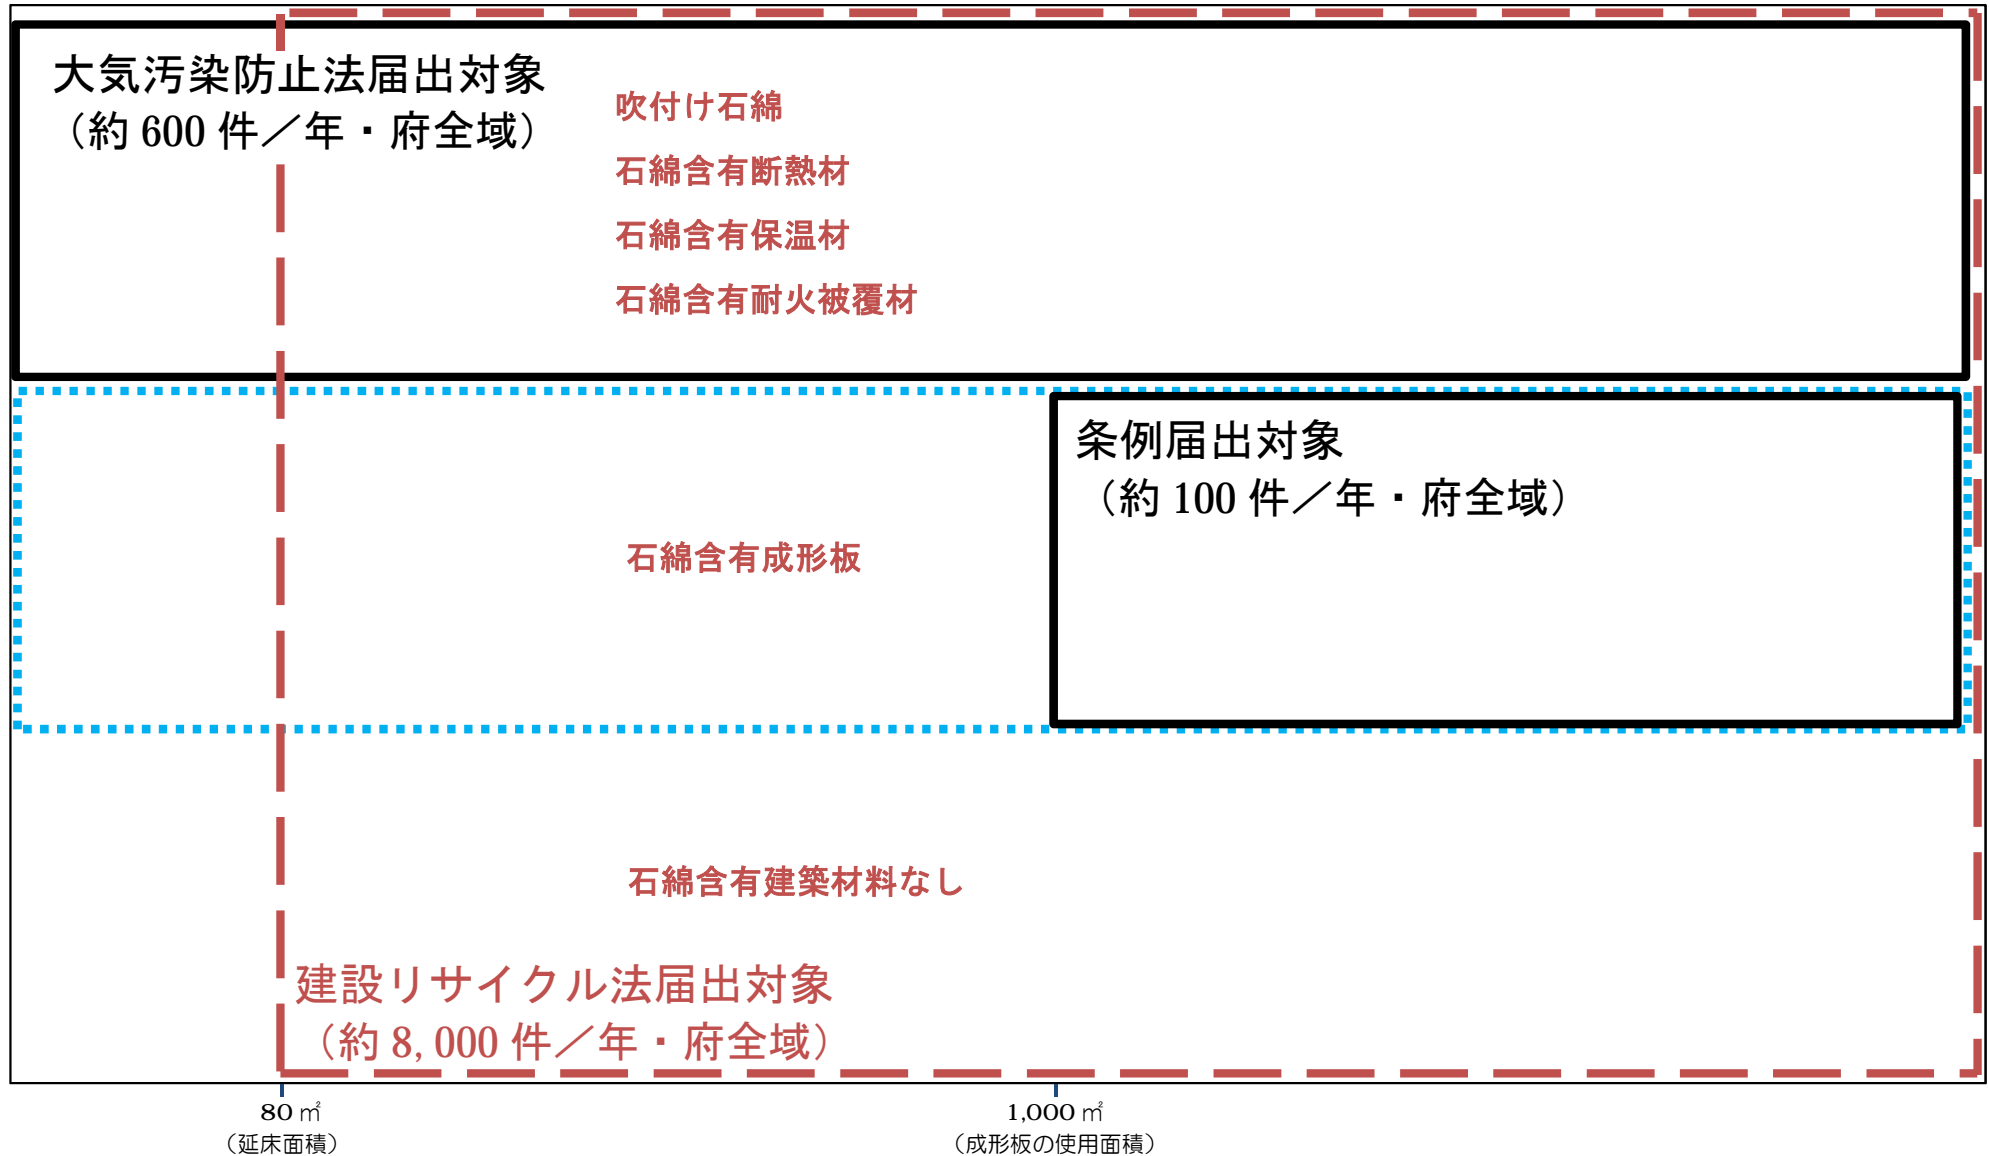 大気汚染防止法届出対象
（約 600 件／年・府全域）
吹付け石綿
石綿含有断熱材
石綿含有保温材
石綿含有耐火被覆材
条例届出対象
（約 100 件／年・府全域）
石綿含有成形板
石綿含有建築材料なし
建設リサイクル法届出対象
（約 8,000 件／年・府全域）
80 ㎡
（延床面積）
1,000 ㎡
（成形板の使用面積）